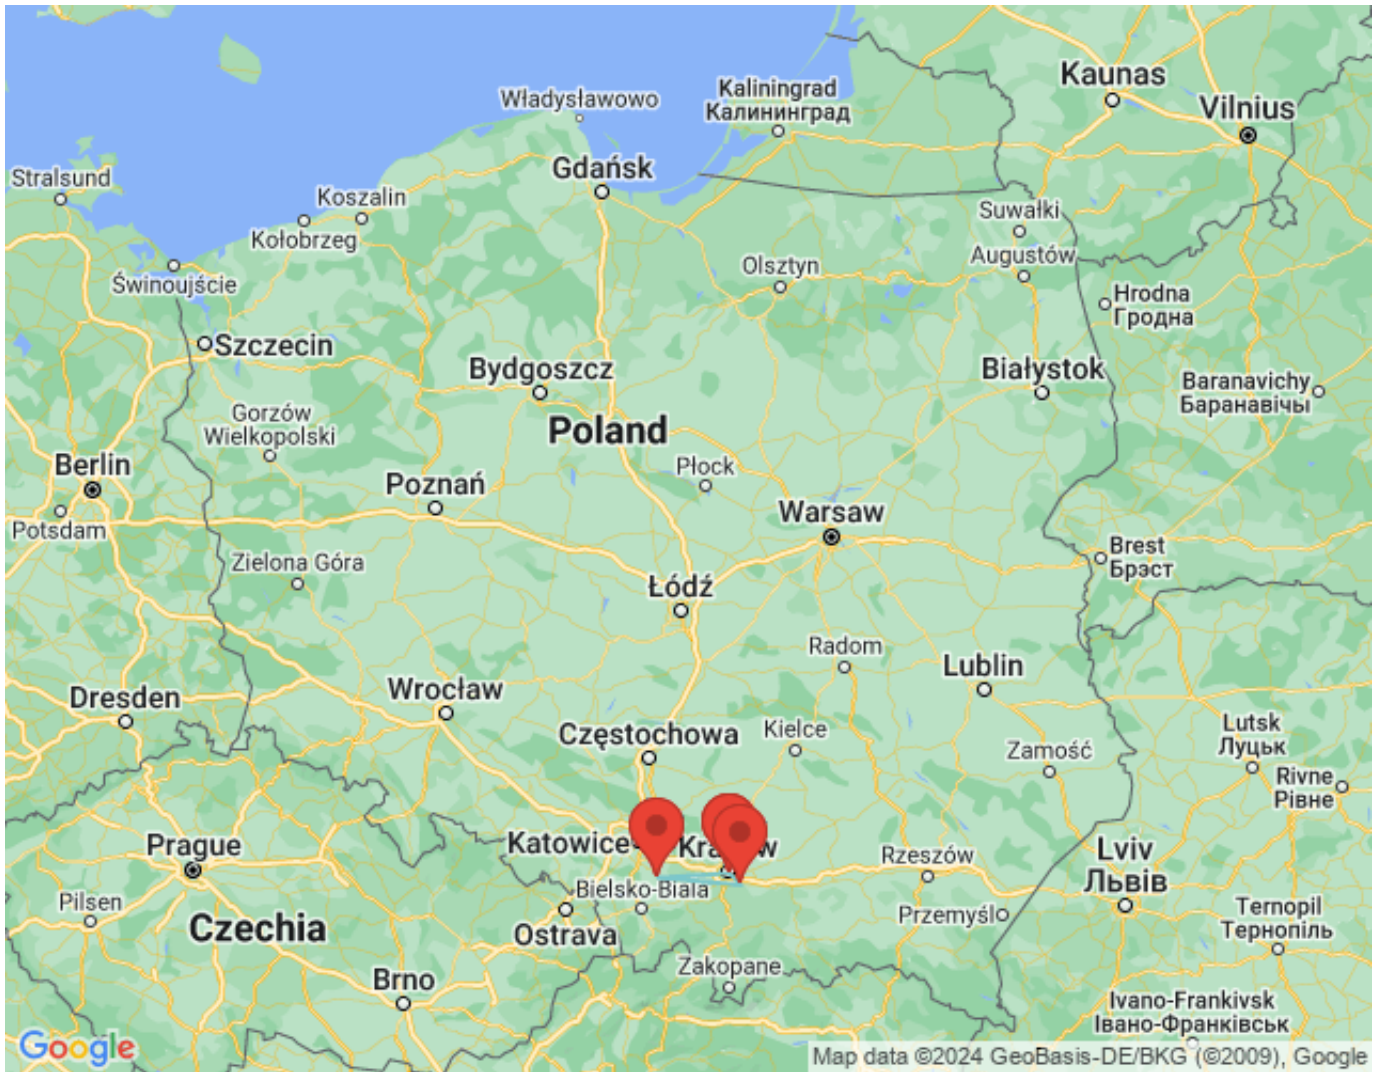 Kaunas
Vilnius
Kaliningrad
Калининград
Władysławowo
Gdańsk
Stralsund
Koszalin
Kołobrzeg
Suwałki
Augustów
Olsztyn
Świnoujście
Hrodna
Гродна
Szczecin
Bydgoszcz
Białystok
Baranavichy
Баранавічы
Gorzów
Wielkopolski
Poland
Berlin
Płock
Poznań
Potsdam
Warsaw
Brest
Брэст
Zielona Góra
Łódź
Radom
Lublin
Dresden
Wrocław
Częstochowa
Kielce
Lutsk
Луцьк
Zamość
Rivne
Рівне
Katowice
Prague
Rzeszów
Lviv
Львів
Bielsko-Biala
Pilsen
Przemyśl
Ternopil
Тернопіль
Czechia
Ostrava
Zakopane
Brno
Ivano-Frankivsk
Івано-Франківськ
Google
Map data ©2024 GeoBasis-DE/BKG (©2009), Google